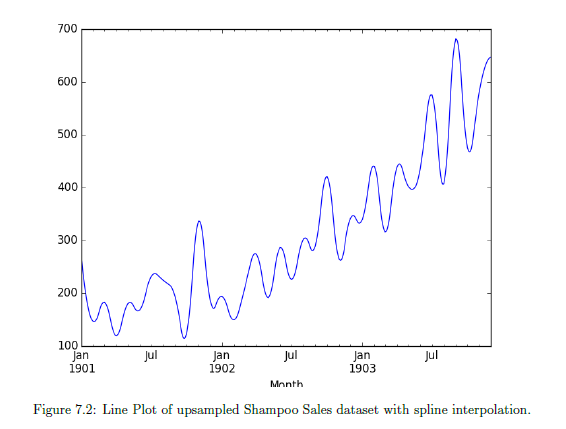 700
600
500
400
300
200
100
Jan Jul Jan Jul Jan Jul
1901 1902 1903
Month
Figure 7.2: Line Plot of upsampled Shampoo Sales dataset with spline interpolation.